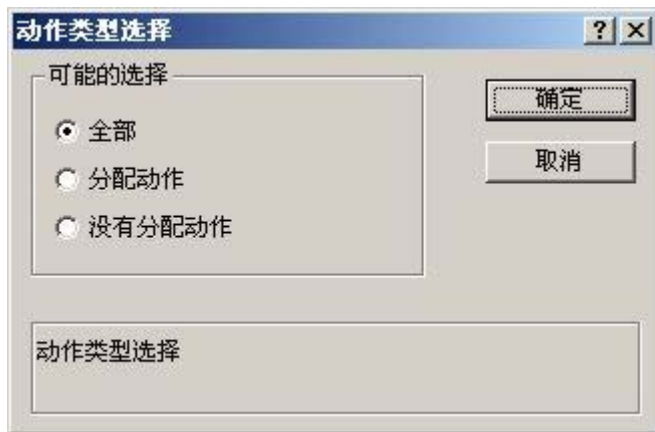 动作类型选择
可能的选择
全部
分配动作
没有分配动作
确定
取消
动作类型选择